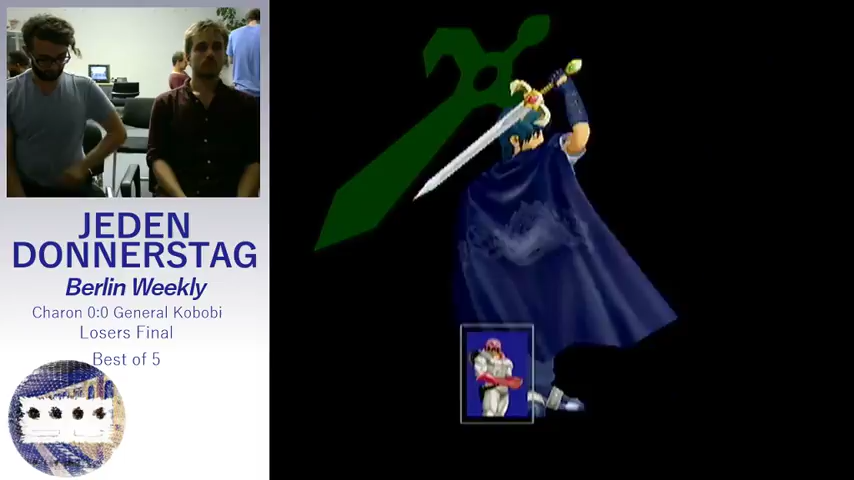 JEDEN
DONNERSTAG
Berlin Weekly
Charon 0:0 General Kobobi
Losers Final
Best of 5